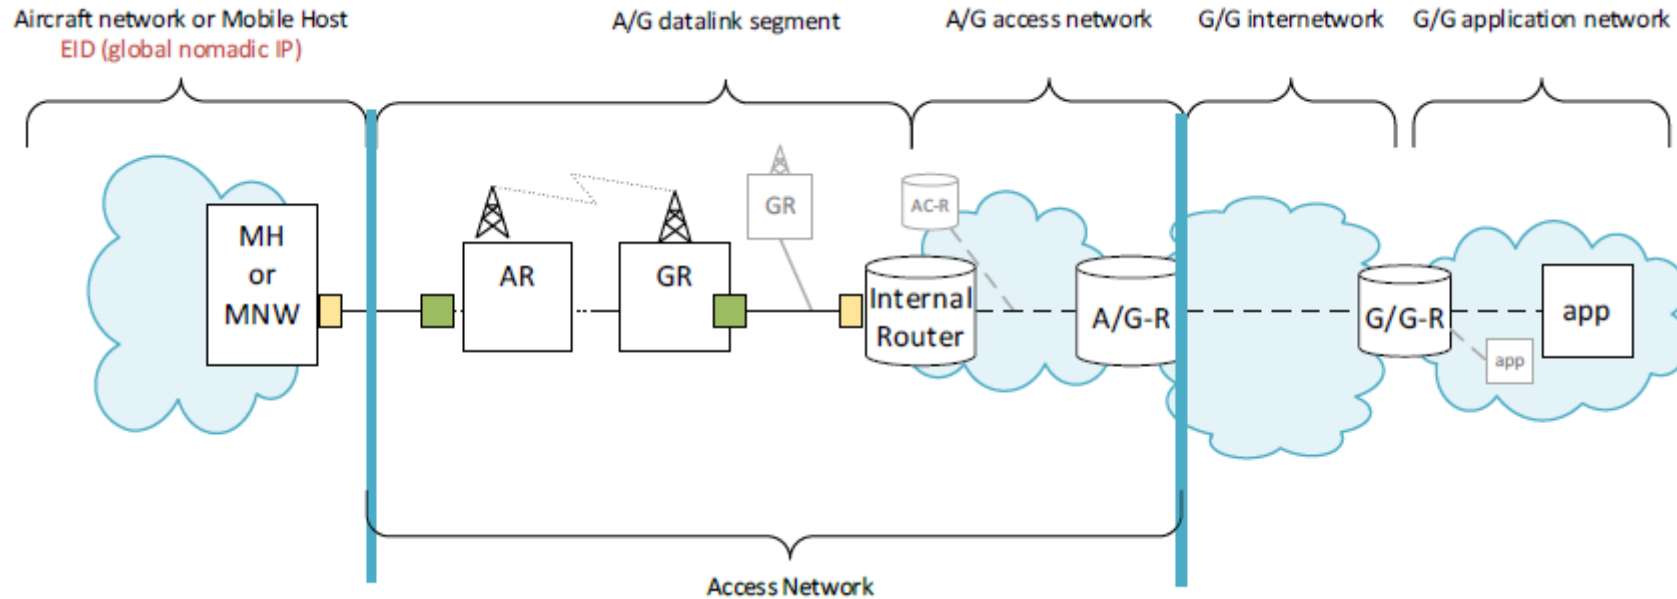 Aircraft network or Mobile Host
EID (global nomadic IP)
A/G datalink segment
A/G access network
G/G internetwork
G/G application network
MH
or
MNW
AR
GR
GR
AC-R
Internal
Router
A/G-R
G/G-R
app
app
Access Network